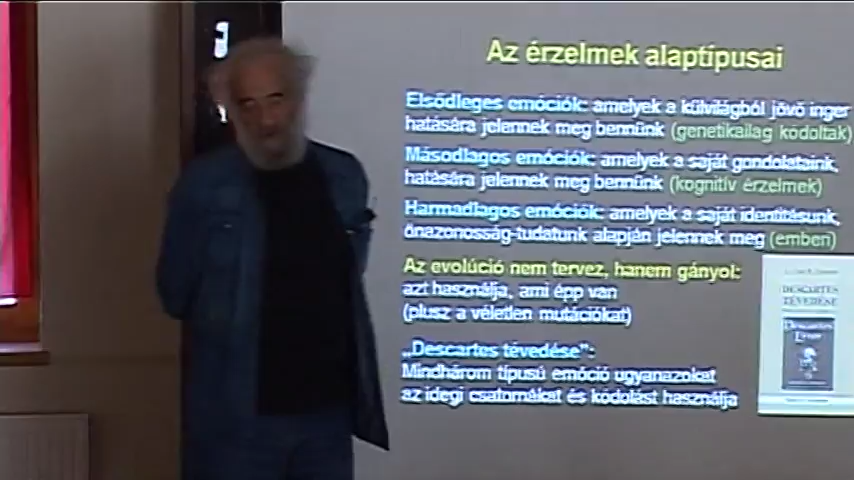 Az érzelmek alaptípusai
Elsődleges emóciók: amelyek a külvilágból jövő inger
hatására jelennek meg bennünk (genetikailag kódoltak)
Másodlagos emóciók: amelyek a saját gondolataink,
hatására jelennek meg bennünk (kognitív érzelmek)
Harmadlagos emóciók: amelyek a saját identitásunk,
önazonosság-tudatunk alapján jelennek meg (emberi)
Az evolúció nem tervez, hanem gányol:
azt használja, ami épp van
(plusz a véletlen mutációkat)
„Descartes tévedése":
Mindhárom típusú emóció ugyanazokat
az idegi csatornákat és kódolást használja
DESCARTES
TÉVEDÉSE
Descartes
Error